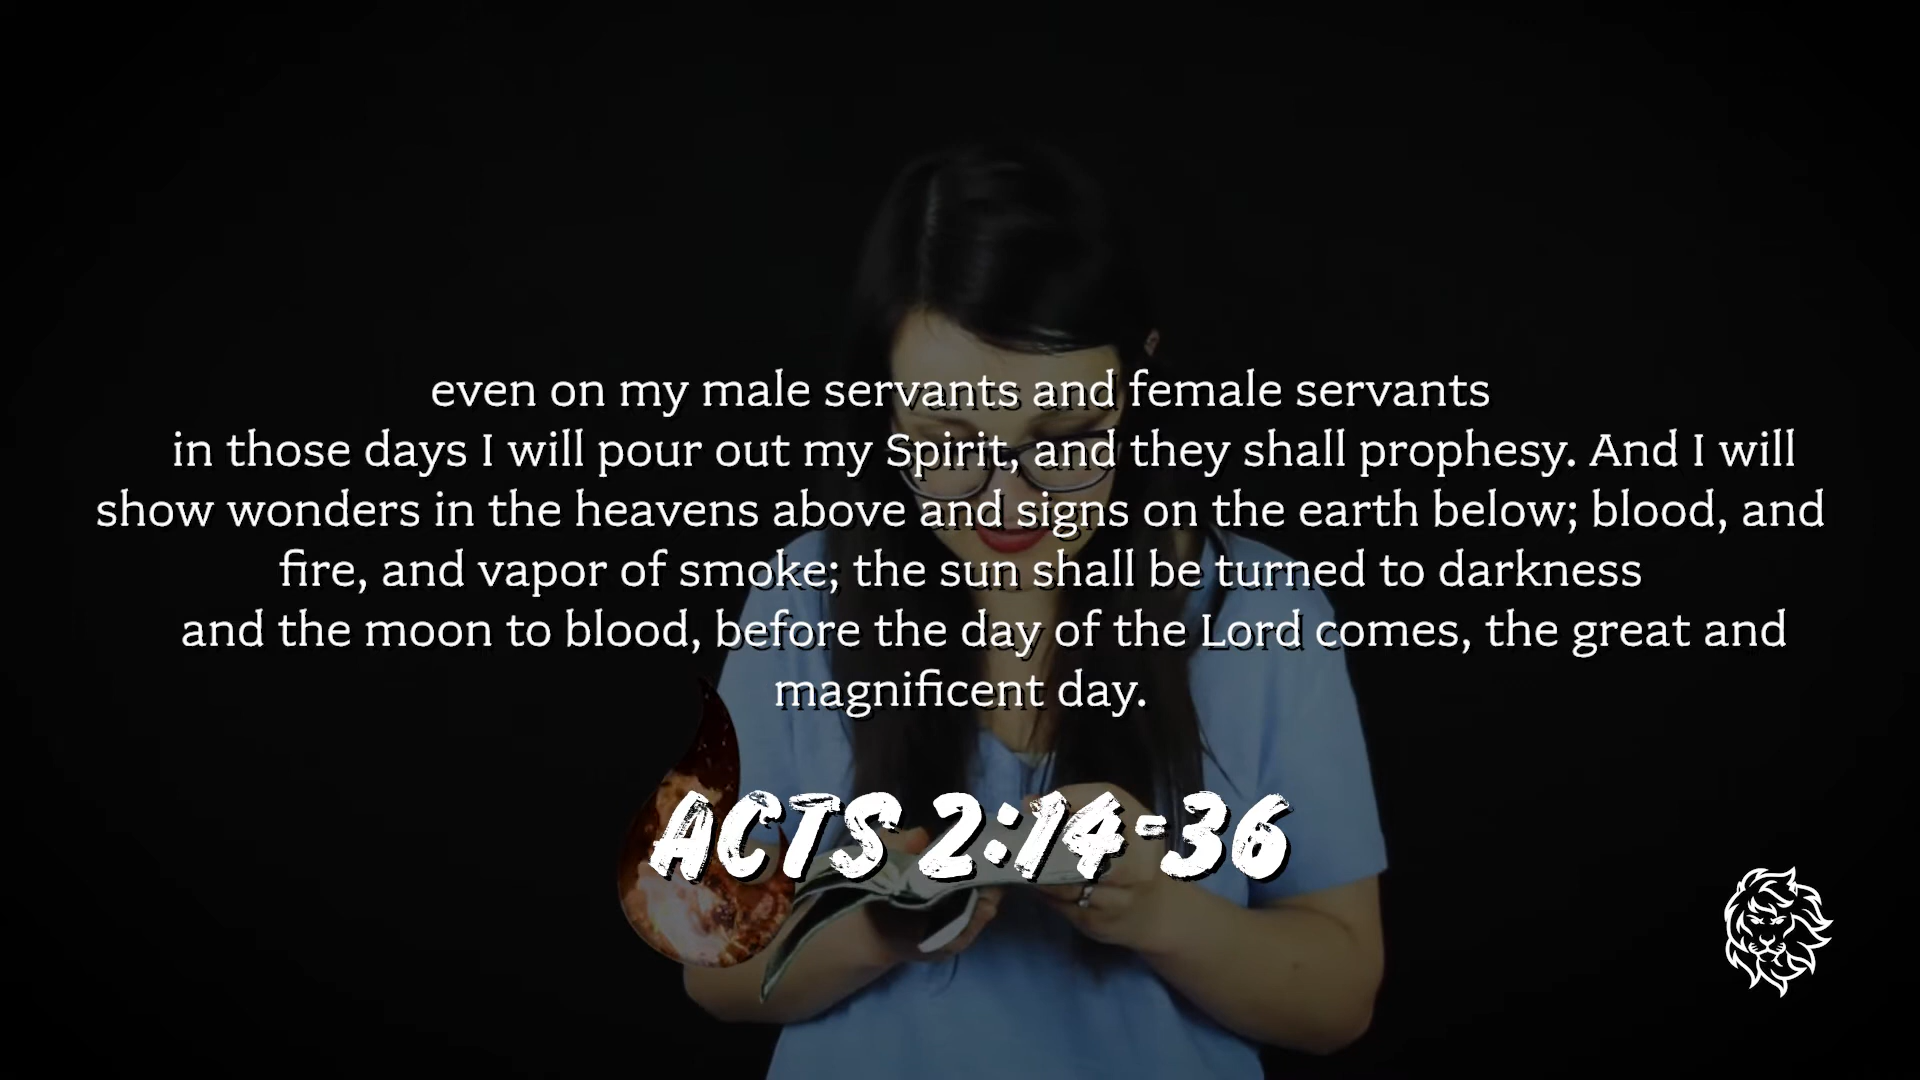 even on my male servants and female servants
in those days I will pour out my Spirit, and they shall prophesy. And I will
show wonders in the heavens above and signs on the earth below; blood, and
fire, and vapor of smoke; the sun shall be turned to darkness
and the moon to blood, before the day of the Lord comes, the great and
magnificent day.
ACTS 2:14-36